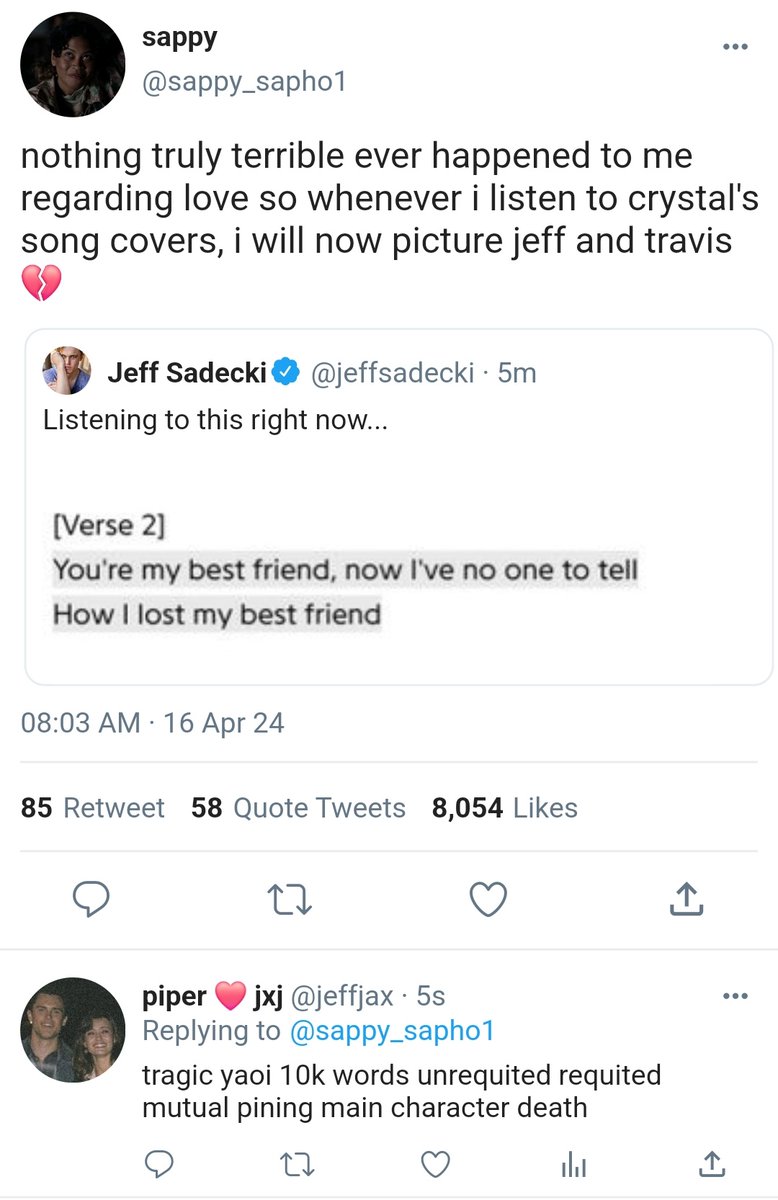 sappy
@sappy_sapho1
nothing truly terrible ever happened to me
regarding love so whenever i listen to crystal's
song covers, i will now picture jeff and travis
💔
Jeff Sadecki @jeffsadecki · 5m
Listening to this right now...
[Verse 2]
You're my best friend, now I've no one to tell
How I lost my best friend
08:03 AM · 16 Apr 24
85 Retweet 58 Quote Tweets 8,054 Likes
piper ❤️ jxj @jeffjax · 5s
Replying to @sappy_sapho1
tragic yaoi 10k words unrequited requited
mutual pining main character death